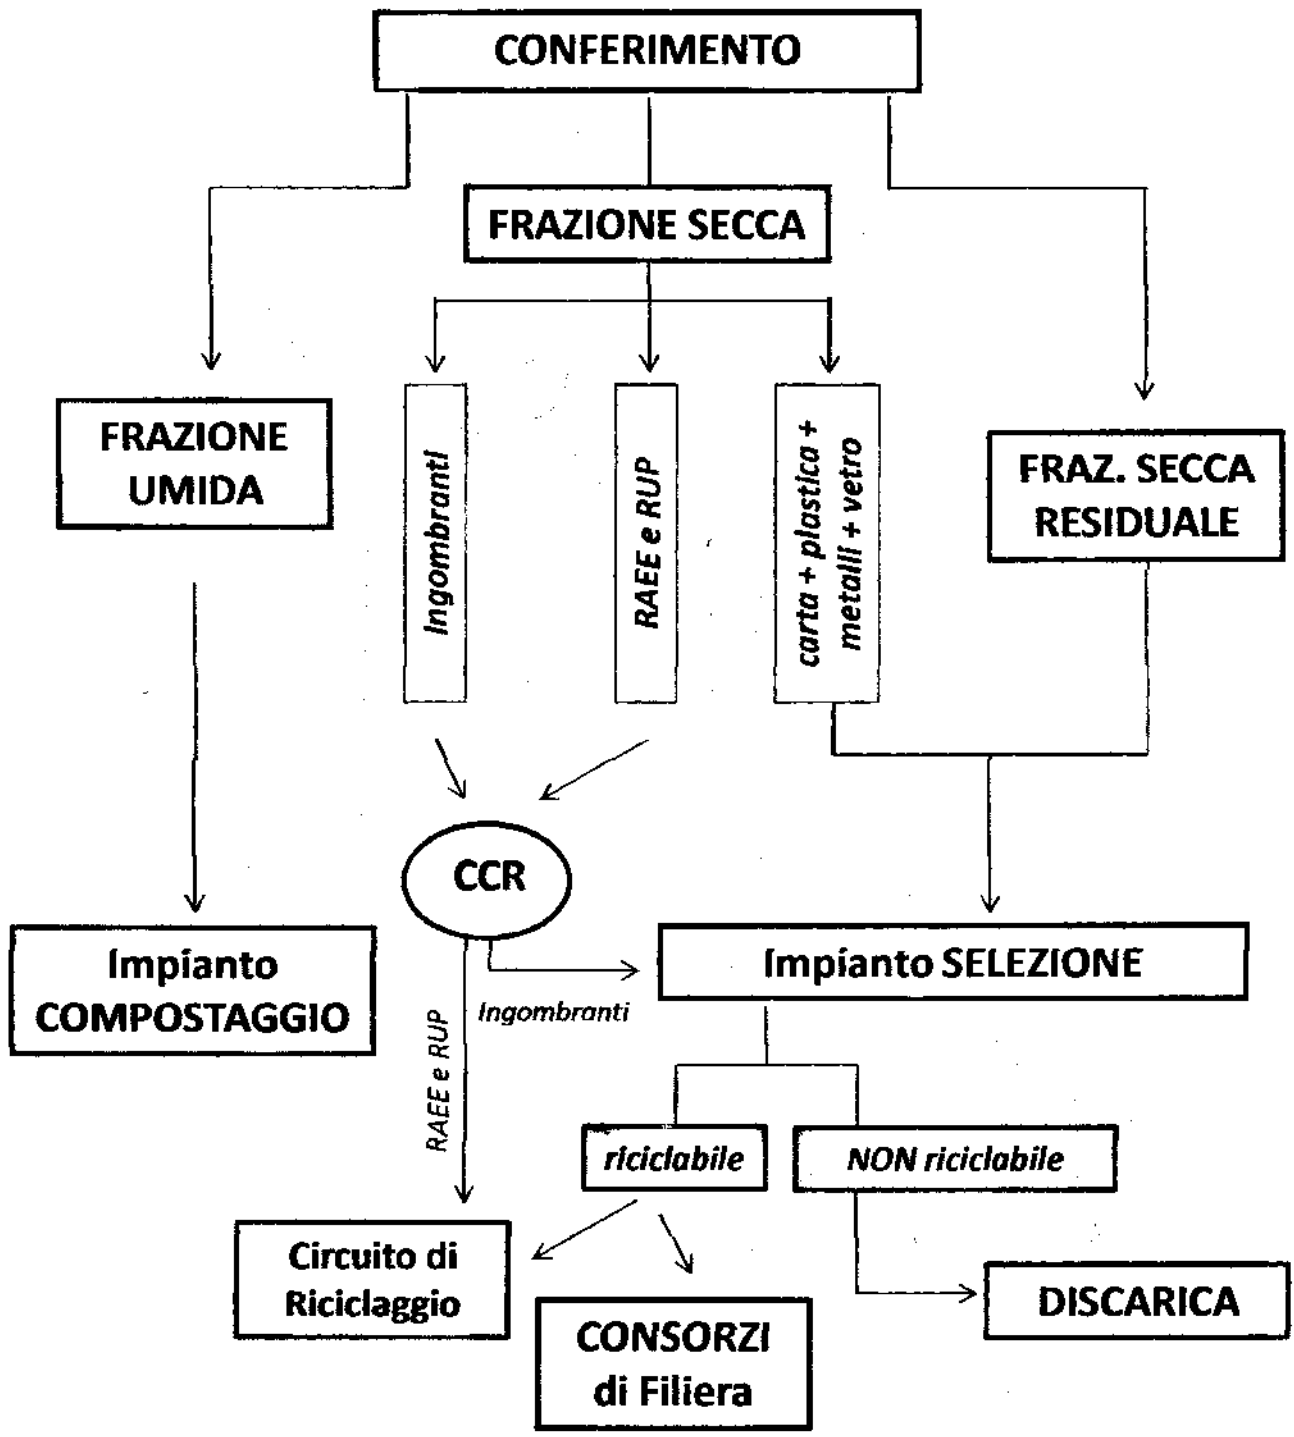 CONFERIMENTO
FRAZIONE SECCA
FRAZIONE
UMIDA
Ingombranti
RAEE e RUP
carta + plastica +
metalli + vetro
FRAZ. SECCA
RESIDUALE
CCR
Impianto
COMPOSTAGGIO
Impianto SELEZIONE
Ingombranti
RAEE e RUP
riciclabile
NON riciclabile
Circuito di
Riciclaggio
CONSORZI
di Filiera
DISCARICA